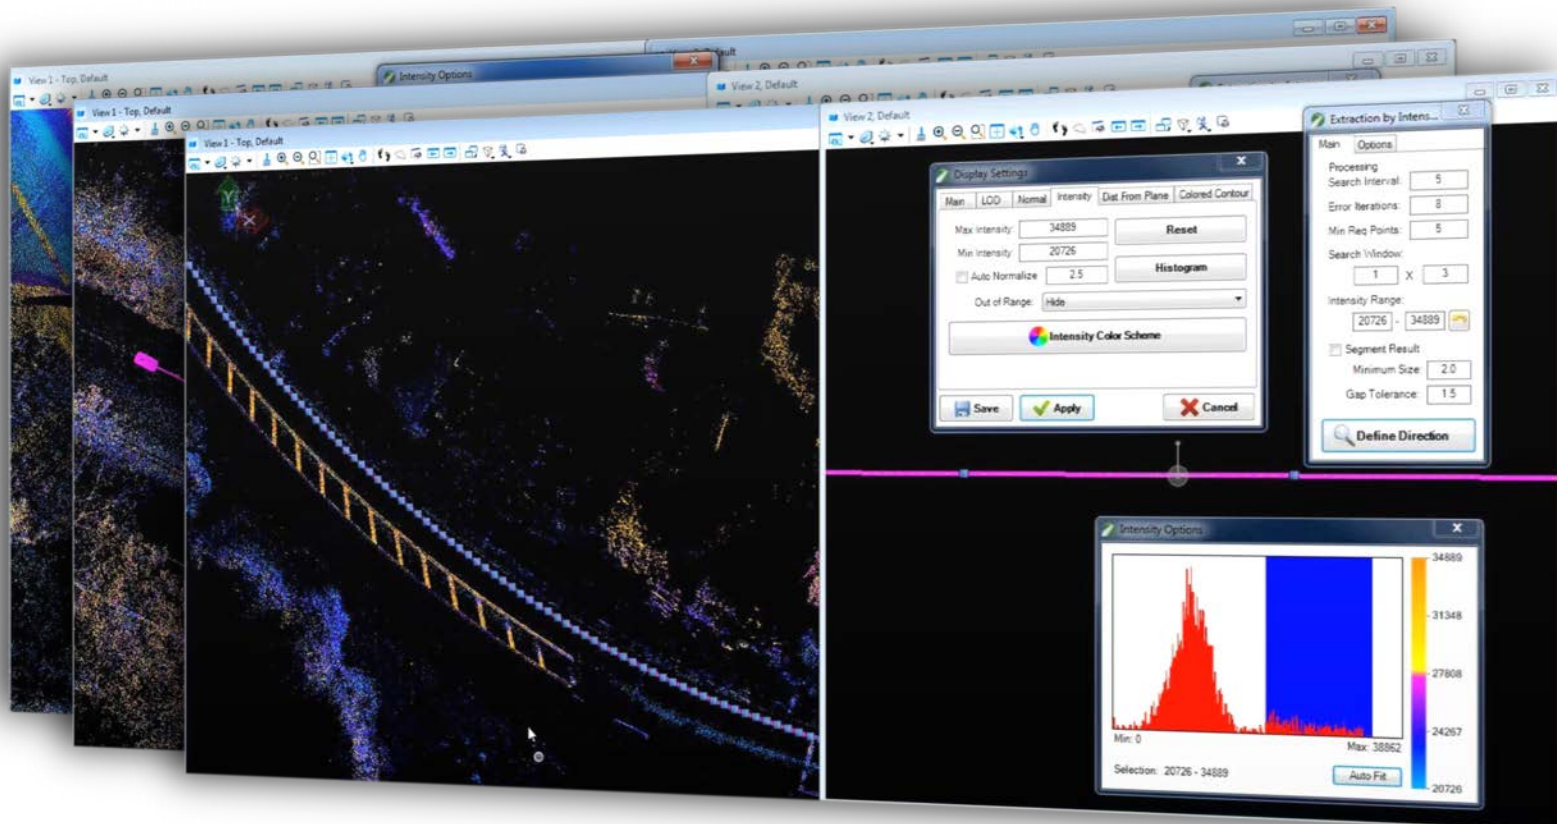 View 1 - Top, Default
Intensity Options
View 1 - Top, Default
View 2, Default
View 1 - Top, Default
View 2, Default
Display Settings
Main
LOD
Normal
Intensity
Dist From Plane
Colored Contour
Max Intensity:
34889
Reset
Min Intensity
20726
Histogram
Auto Normalize
2.5
Out of Range:
Hide
Intensity Color Scheme
Save
Apply
Cancel
Extraction by Intens...
Main
Options
Processing
Search Interval:
5
Error Iterations:
8
Min Req Points:
5
Search Window:
1 X 3
Intensity Range:
20726 - 34889
Segment Result
Minimum Size:
2.0
Gap Tolerance:
1.5
Define Direction
Intensity Options
34889
31348
27808
24267
20726
Min: 0
Max: 38862
Selection: 20726 - 34889
Auto Fit